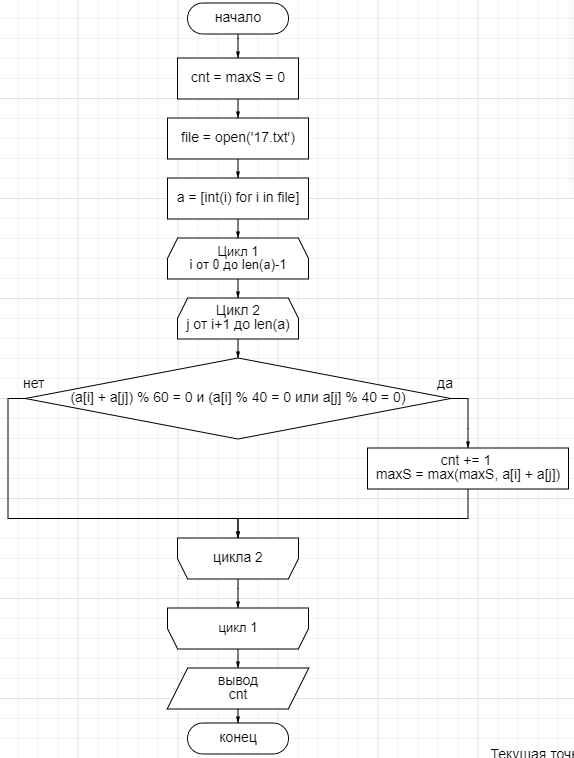 начало
cnt = maxS = 0
file = open('17.txt')
a = [int(i) for i in file]
Цикл 1
i от 0 до len(a)-1
Цикл 2
j от i+1 до len(a)
нет
да
(a[i] + a[j]) % 60 = 0 и (a[i] % 40 = 0 или a[j] % 40 = 0)
cnt += 1
maxS = max(maxS, a[i] + a[j])
цикла 2
цикл 1
вывод
cnt
конец
Текущая